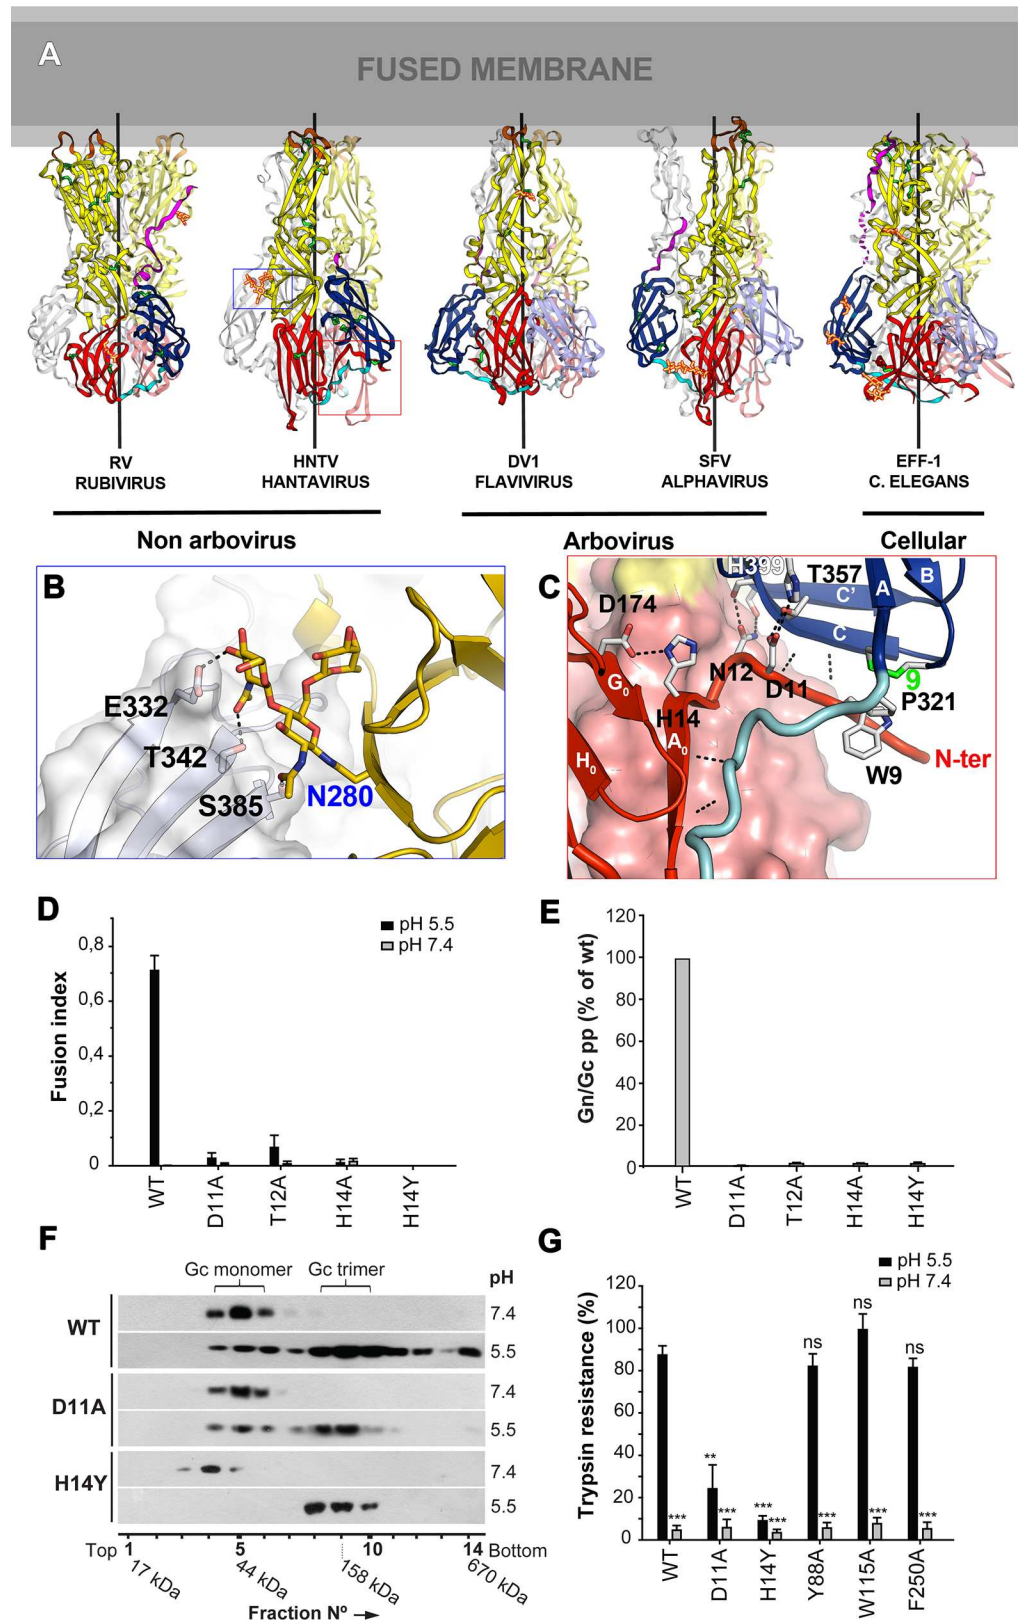 A
FUSED MEMBRANE
RV
RUBIVIRUS
HNTV
HANTAVIRUS
DV1
FLAVIVIRUS
SFV
ALPHAVIRUS
EFF-1
C. ELEGANS
Non arbovirus
Arbovirus
Cellular
B
E332
T342
S385
N280
C
H399
T357
B
A
C'
C
D174
N12
D11
9
P321
G0
H14
A0
H0
W9
N-ter
D
pH 5.5
pH 7.4
Fusion index
0,8
0,6
0,4
0,2
0
WT
D11A
T12A
H14A
H14Y
E
Gn/Gc pp (% of wt)
120
100
80
60
40
20
0
WT
D11A
T12A
H14A
H14Y
F
Gc monomer
Gc trimer
pH
WT
7.4
5.5
D11A
7.4
5.5
H14Y
7.4
5.5
Top 1 5 10 14 Bottom
17 kDa 44 kDa 158 kDa 670 kDa
Fraction Nº →
G
pH 5.5
pH 7.4
Trypsin resistance (%)
120
100
80
60
40
20
0
** *** *** *** ns *** ns *** ns ***
***
WT
D11A
H14Y
Y88A
W115A
F250A